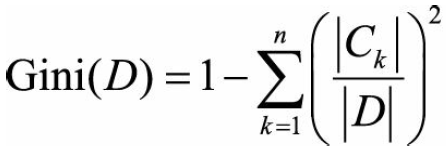 Gini(D) = 1 − ∑_{k=1}^{n} (|C_k| / |D|)^2